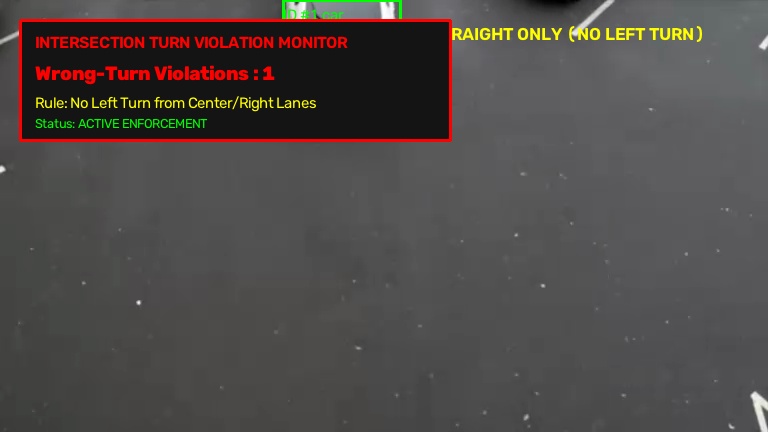 INTERSECTION TURN VIOLATION MONITOR
RAIGHT ONLY (NO LEFT TURN)
Wrong-Turn Violations : 1
Rule: No Left Turn from Center/Right Lanes
Status: ACTIVE ENFORCEMENT